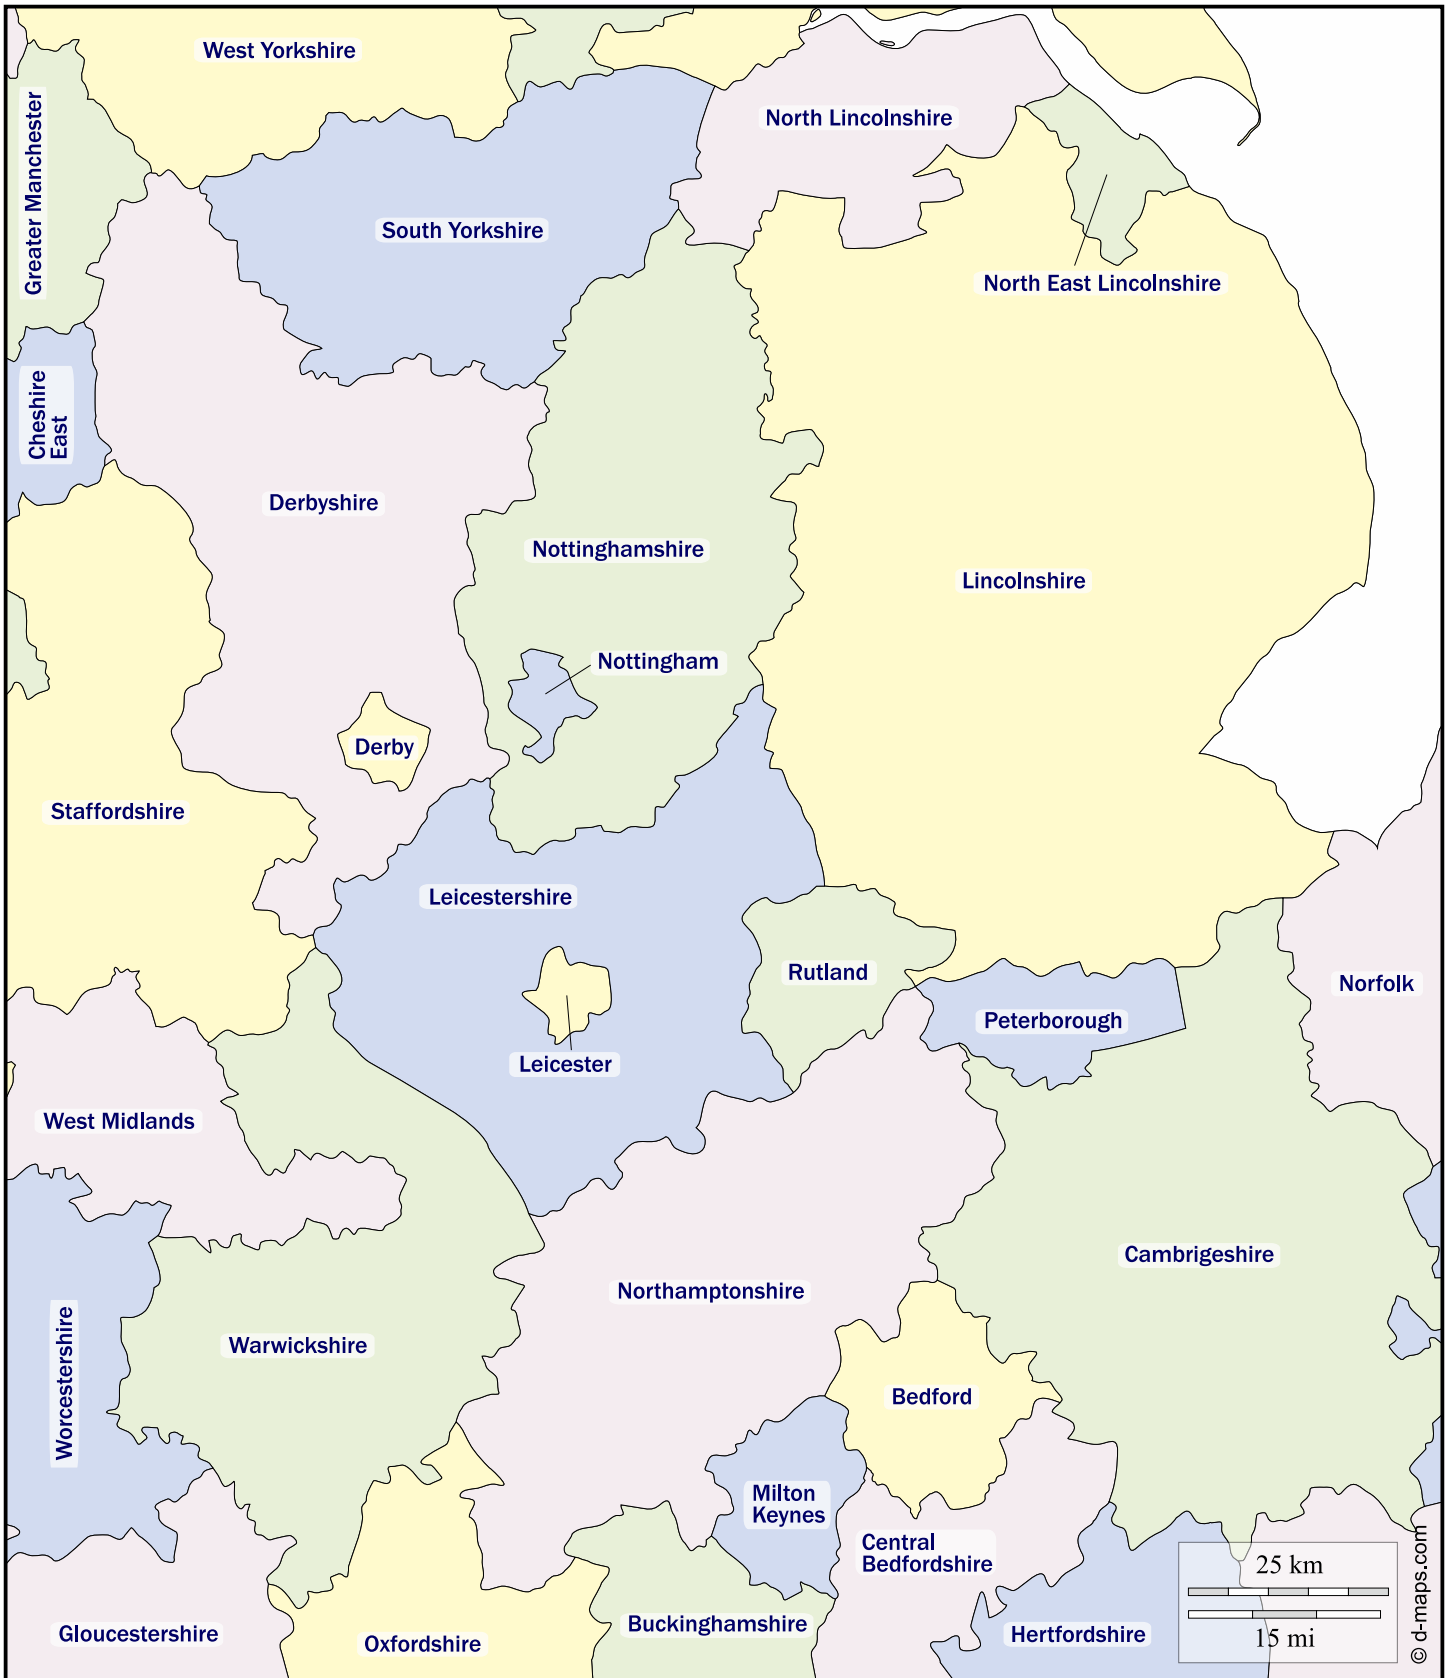 West Yorkshire
Greater Manchester
North Lincolnshire
South Yorkshire
North East Lincolnshire
Cheshire
East
Derbyshire
Nottinghamshire
Lincolnshire
Nottingham
Derby
Staffordshire
Leicestershire
Rutland
Norfolk
Peterborough
Leicester
West Midlands
Cambrigeshire
Northamptonshire
Warwickshire
Worcestershire
Bedford
Milton
Keynes
Central
Bedfordshire
Gloucestershire
Oxfordshire
Buckinghamshire
Hertfordshire
25 km
15 mi
© d-maps.com